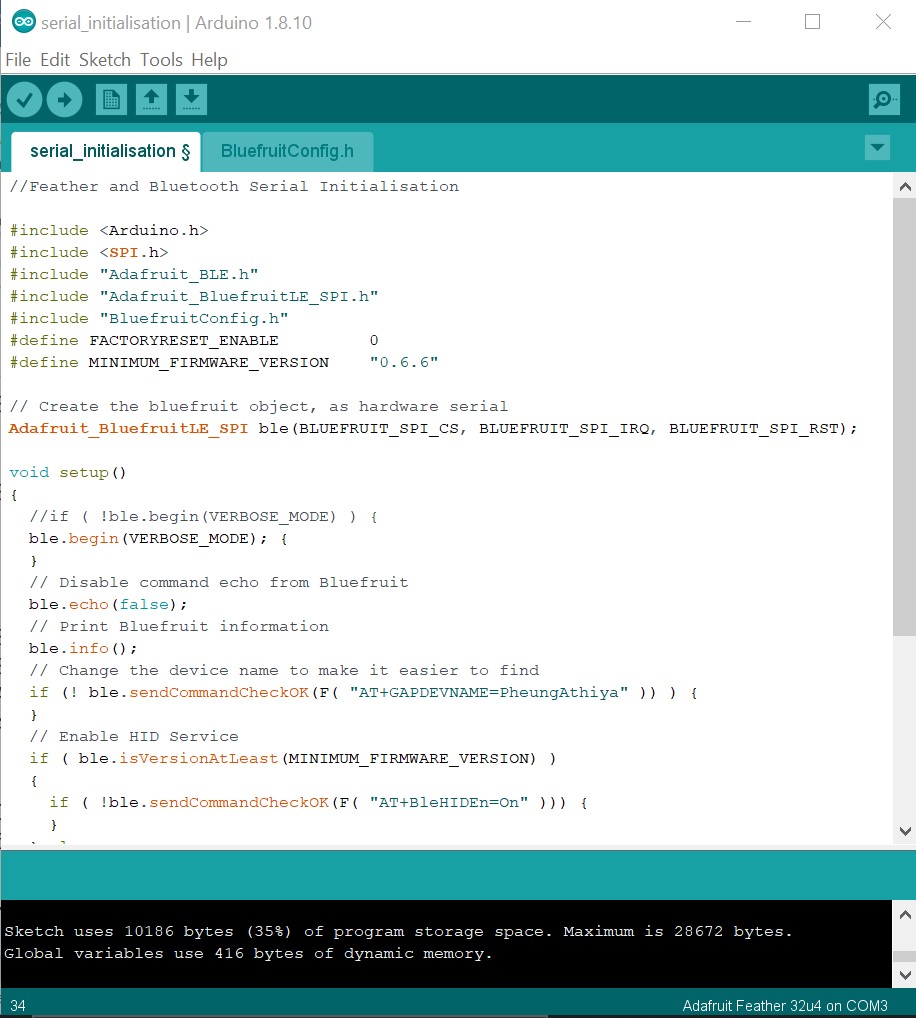 serial_initialisation | Arduino 1.8.10
File Edit Sketch Tools Help
serial_initialisation § BluefruitConfig.h
//Feather and Bluetooth Serial Initialisation
#include <Arduino.h>
#include <SPI.h>
#include "Adafruit_BLE.h"
#include "Adafruit_BluefruitLE_SPI.h"
#include "BluefruitConfig.h"
#define FACTORYRESET_ENABLE 0
#define MINIMUM_FIRMWARE_VERSION "0.6.6"
// Create the bluefruit object, as hardware serial
Adafruit_BluefruitLE_SPI ble(BLUEFRUIT_SPI_CS, BLUEFRUIT_SPI_IRQ, BLUEFRUIT_SPI_RST);
void setup()
{
//if ( !ble.begin(VERBOSE_MODE) ) {
ble.begin(VERBOSE_MODE); {
}
// Disable command echo from Bluefruit
ble.echo(false);
// Print Bluefruit information
ble.info();
// Change the device name to make it easier to find
if (! ble.sendCommandCheckOK(F( "AT+GAPDEVNAME=PheungAthiya" )) ) {
}
// Enable HID Service
if ( ble.isVersionAtLeast(MINIMUM_FIRMWARE_VERSION) )
{
if ( !ble.sendCommandCheckOK(F( "AT+BleHIDEn=On" ))) {
}
Sketch uses 10186 bytes (35%) of program storage space. Maximum is 28672 bytes.
Global variables use 416 bytes of dynamic memory.
34 Adafruit Feather 32u4 on COM3